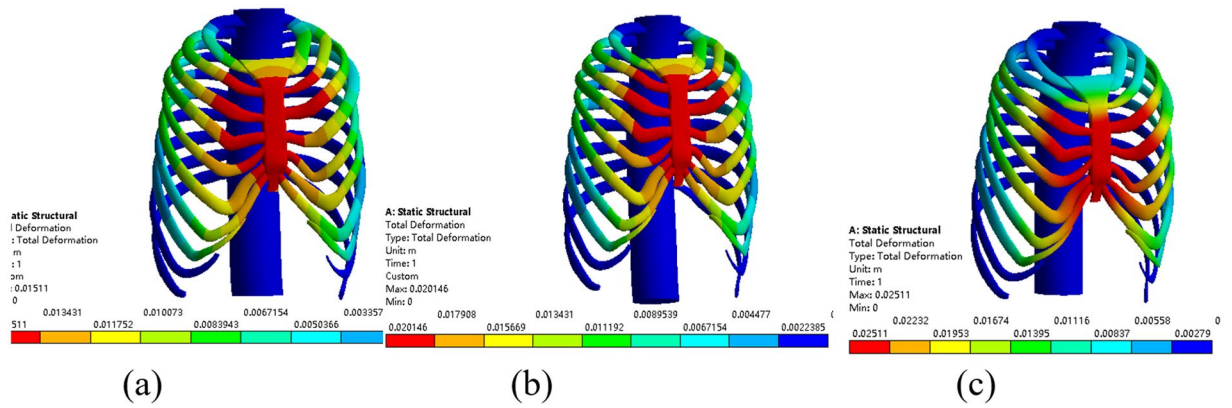 atic Structural
Deformation
: Total Deformation
m
: 1
om
: 0.01511
0
0.013431 0.010073 0.0067154 0.003357
511 0.011752 0.0083943 0.0050366
(a)
A: Static Structural
Total Deformation
Type: Total Deformation
Unit: m
Time: 1
Custom
Max: 0.020146
Min: 0
0.017908 0.013431 0.0089539 0.004477
0.020146 0.015669 0.011192 0.0067154 0.0022385
(b)
A: Static Structural
Total Deformation
Type: Total Deformation
Unit: m
Time: 1
Max: 0.02511
Min: 0
0.02232 0.01674 0.01116 0.00558 0
0.02511 0.01953 0.01395 0.00837 0.00279
(c)